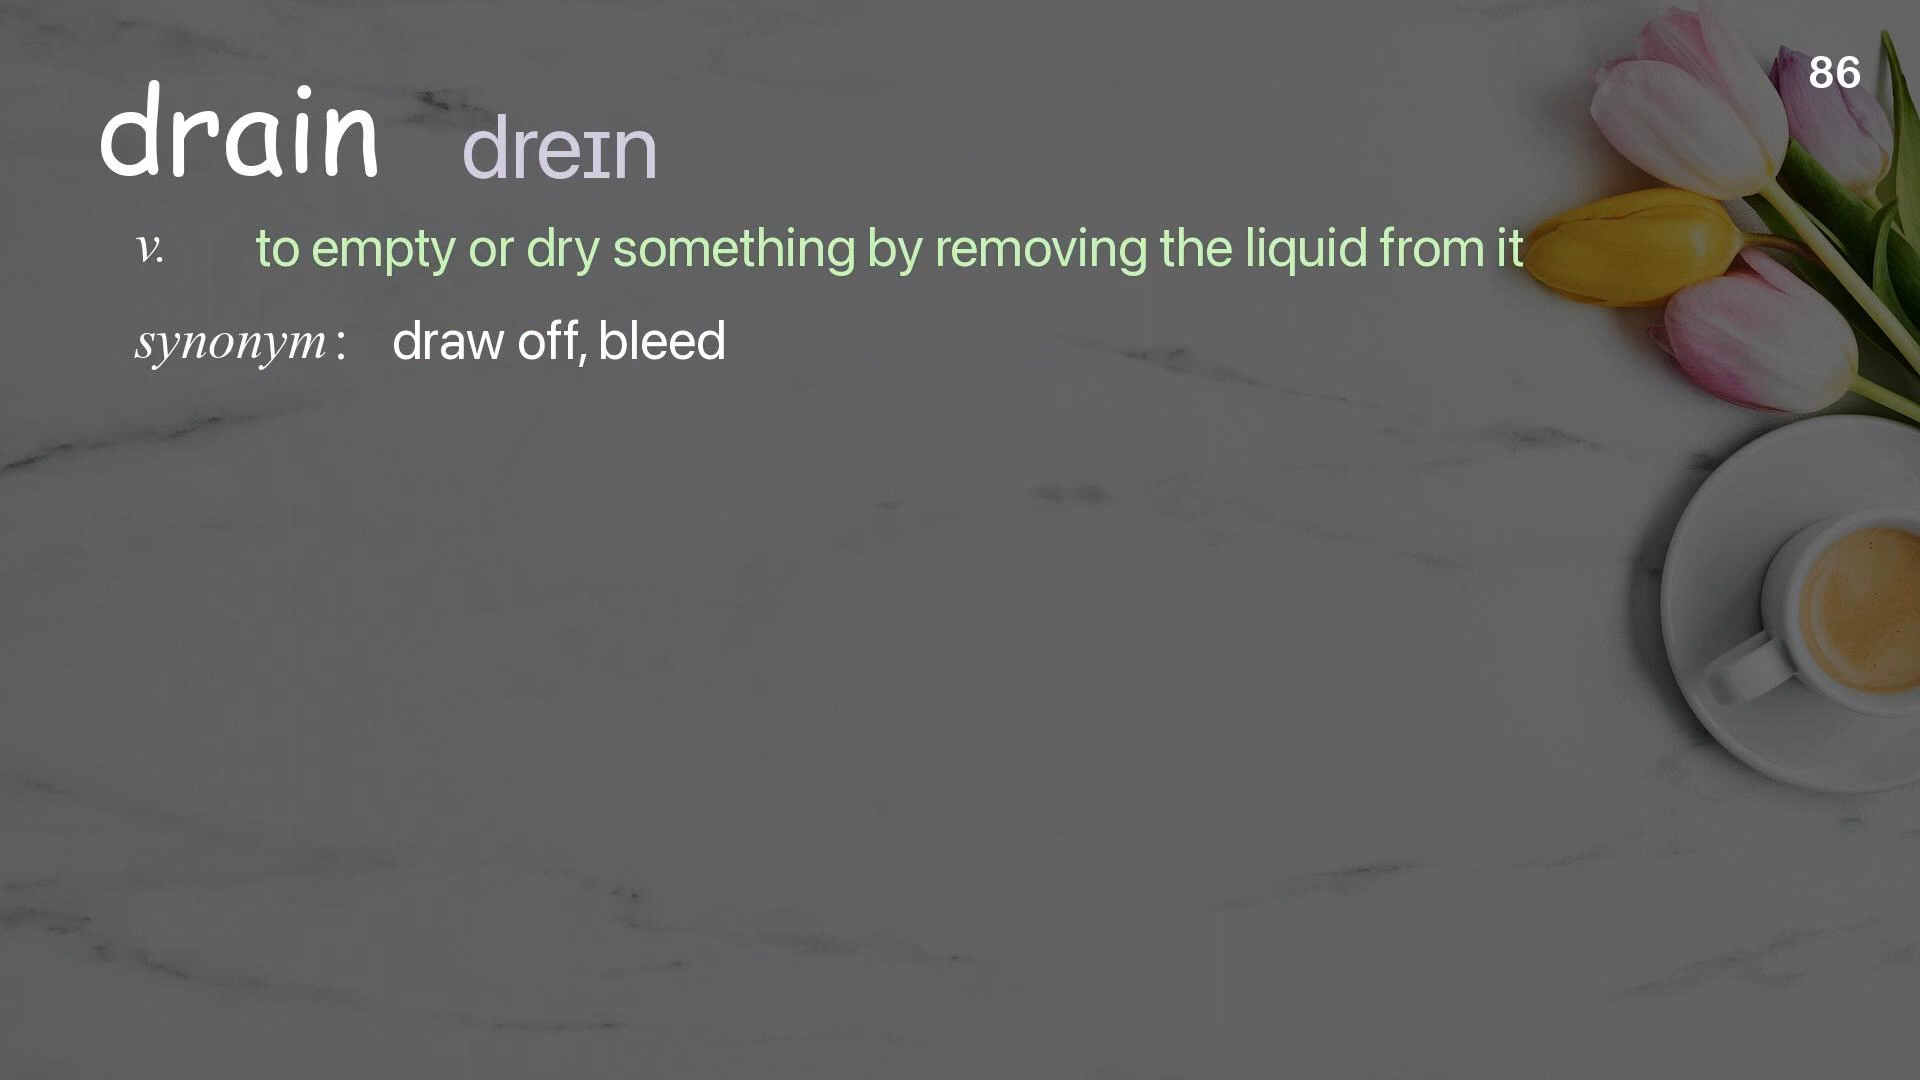 86
drain dreɪn
v. to empty or dry something by removing the liquid from it
synonym : draw off, bleed